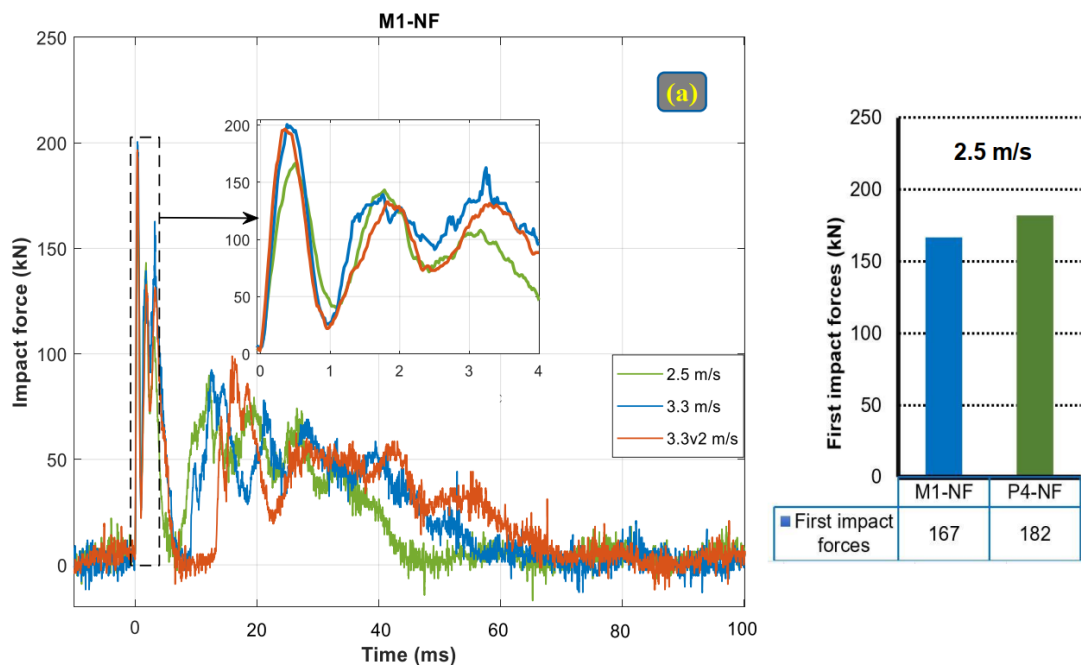 M1-NF
(a)
Impact force (kN)
250
200
150
100
50
0
200
150
100
50
0
0 1 2 3 4
2.5 m/s
3.3 m/s
3.3v2 m/s
0 20 40 60 80 100
Time (ms)
First impact forces (kN)
250
200
150
100
50
0
2.5 m/s
M1-NF P4-NF
First impact
forces
167 182